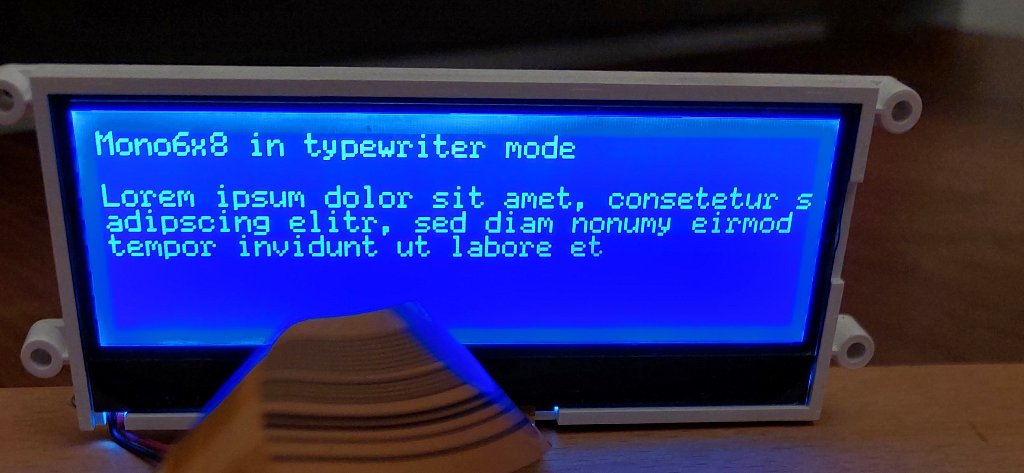 Mono6x8 in typewriter mode
Lorem ipsum dolor sit amet, consetetur s
adipscing elitr, sed diam nonumy eirmod
tempor invidunt ut labore et